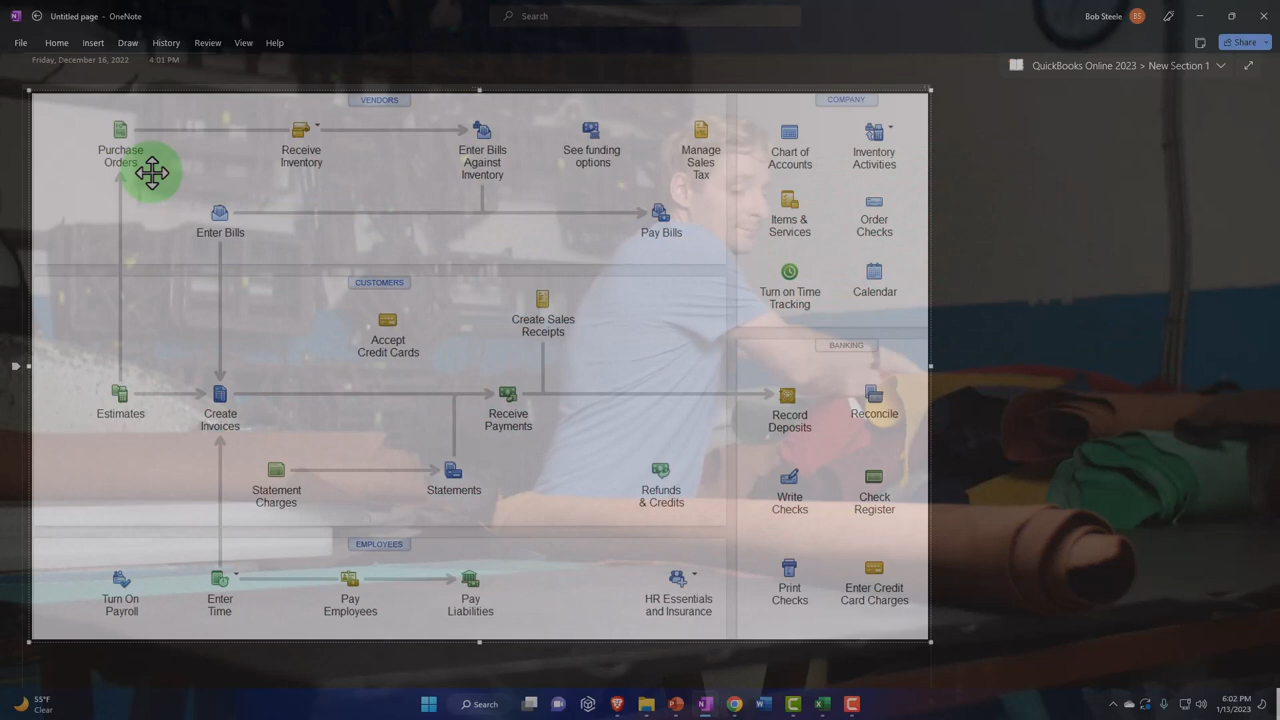 Untitled page - OneNote
Search
Bob Steele
BS
File
Home
Insert
Draw
History
Review
View
Help
Share
Friday, December 16, 2022
4:01 PM
QuickBooks Online 2023 > New Section 1
VENDORS
COMPANY
Purchase
Orders
Receive
Inventory
Enter Bills
Against
Inventory
See funding
options
Manage
Sales
Tax
Chart of
Accounts
Inventory
Activities
Enter Bills
Pay Bills
Items &
Services
Order
Checks
CUSTOMERS
Turn on Time
Tracking
Calendar
Accept
Credit Cards
Create Sales
Receipts
BANKING
Estimates
Create
Invoices
Receive
Payments
Record
Deposits
Reconcile
Statement
Charges
Statements
Refunds
& Credits
Write
Checks
Check
Register
EMPLOYEES
Turn On
Payroll
Enter
Time
Pay
Employees
Pay
Liabilities
HR Essentials
and Insurance
Print
Checks
Enter Credit
Card Charges
55°F
Clear
Search
6:02 PM
1/13/2023